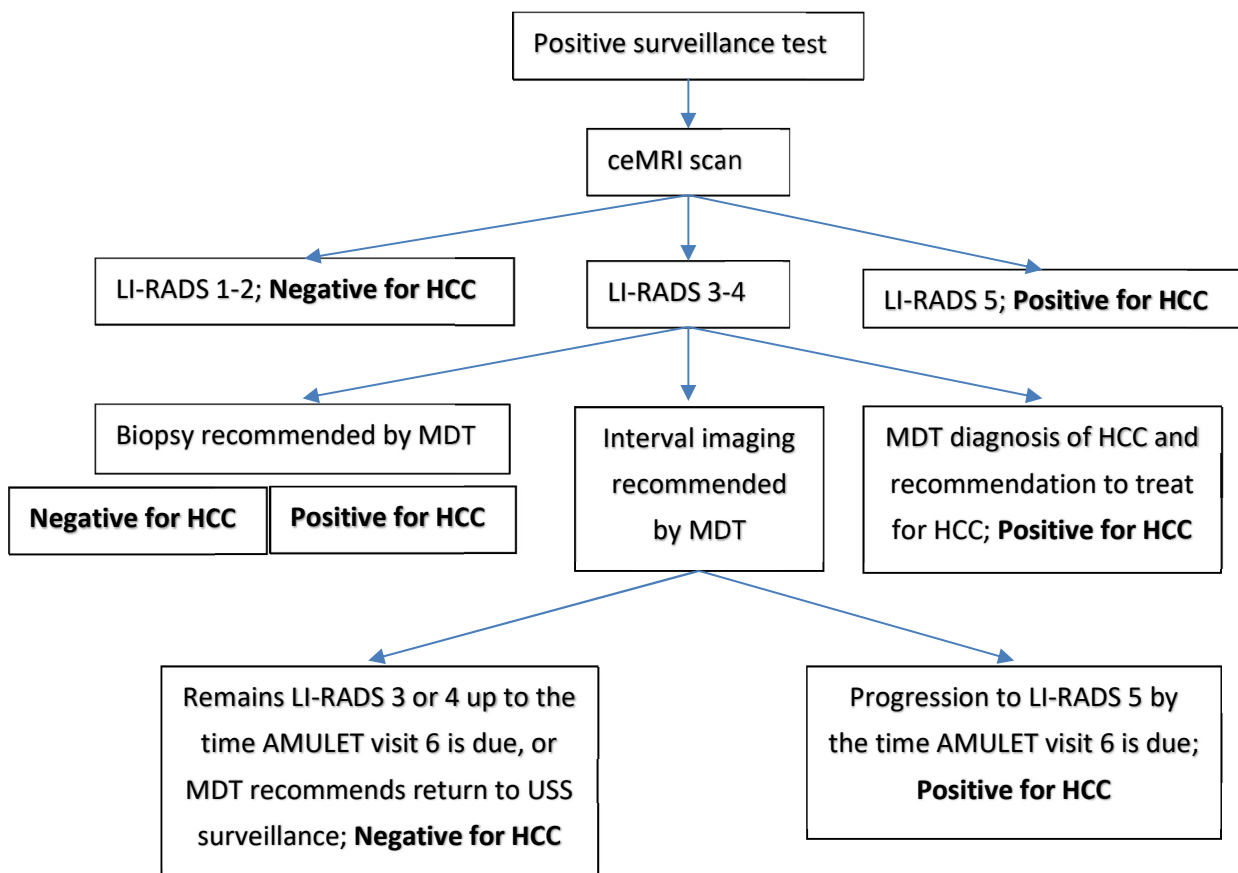 Positive surveillance test
ceMRI scan
LI-RADS 1-2; Negative for HCC
LI-RADS 3-4
LI-RADS 5; Positive for HCC
Biopsy recommended by MDT
Negative for HCC
Positive for HCC
Interval imaging
recommended
by MDT
MDT diagnosis of HCC and
recommendation to treat
for HCC; Positive for HCC
Remains LI-RADS 3 or 4 up to the
time AMULET visit 6 is due, or
MDT recommends return to USS
surveillance; Negative for HCC
Progression to LI-RADS 5 by
the time AMULET visit 6 is due;
Positive for HCC